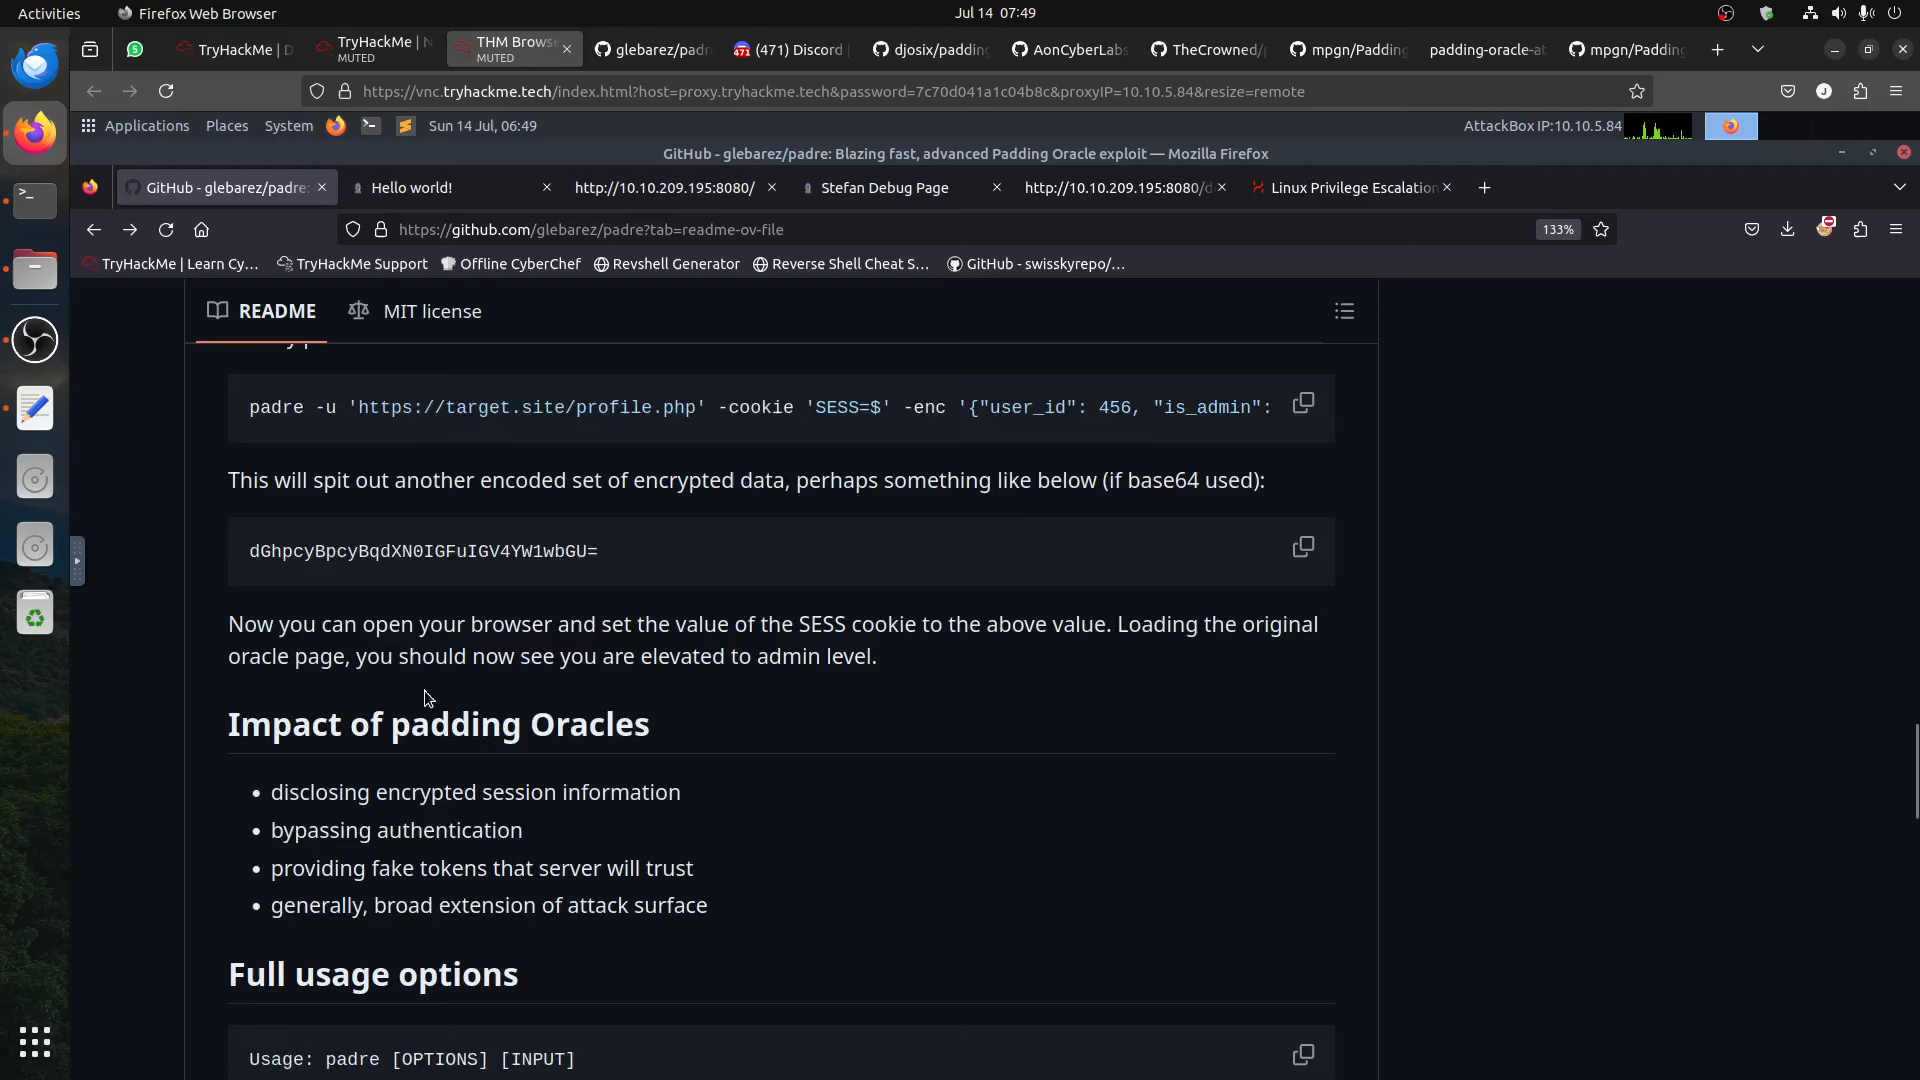 Activities
Firefox Web Browser
Jul 14 07:49
TryHackMe | D
TryHackMe | N
MUTED
THM Brows
MUTED
glebarez/padr
(471) Discord
djosix/padding
AonCyberLabs
TheCrowned/p
mpgn/Padding
padding-oracle-at
mpgn/Padding
https://vnc.tryhackme.tech/index.html?host=proxy.tryhackme.tech&password=7c70d041a1c04b8c&proxyIP=10.10.5.84&resize=remote
Applications
Places
System
Sun 14 Jul, 06:49
AttackBox IP:10.10.5.84
GitHub - glebarez/padre: Blazing fast, advanced Padding Oracle exploit — Mozilla Firefox
GitHub - glebarez/padre:
Hello world!
http://10.10.209.195:8080/
Stefan Debug Page
http://10.10.209.195:8080/d
Linux Privilege Escalation
https://github.com/glebarez/padre?tab=readme-ov-file
133%
TryHackMe | Learn Cy...
TryHackMe Support
Offline CyberChef
Revshell Generator
Reverse Shell Cheat S...
GitHub - swisskyrepo/...
README
MIT license
padre -u 'https://target.site/profile.php' -cookie 'SESS=$' -enc '{"user_id": 456, "is_admin":
This will spit out another encoded set of encrypted data, perhaps something like below (if base64 used):
dGhpcyBpcyBqdXN0IGFuIGV4YW1wbGU=
Now you can open your browser and set the value of the SESS cookie to the above value. Loading the original
oracle page, you should now see you are elevated to admin level.
Impact of padding Oracles
• disclosing encrypted session information
• bypassing authentication
• providing fake tokens that server will trust
• generally, broad extension of attack surface
Full usage options
Usage: padre [OPTIONS] [INPUT]